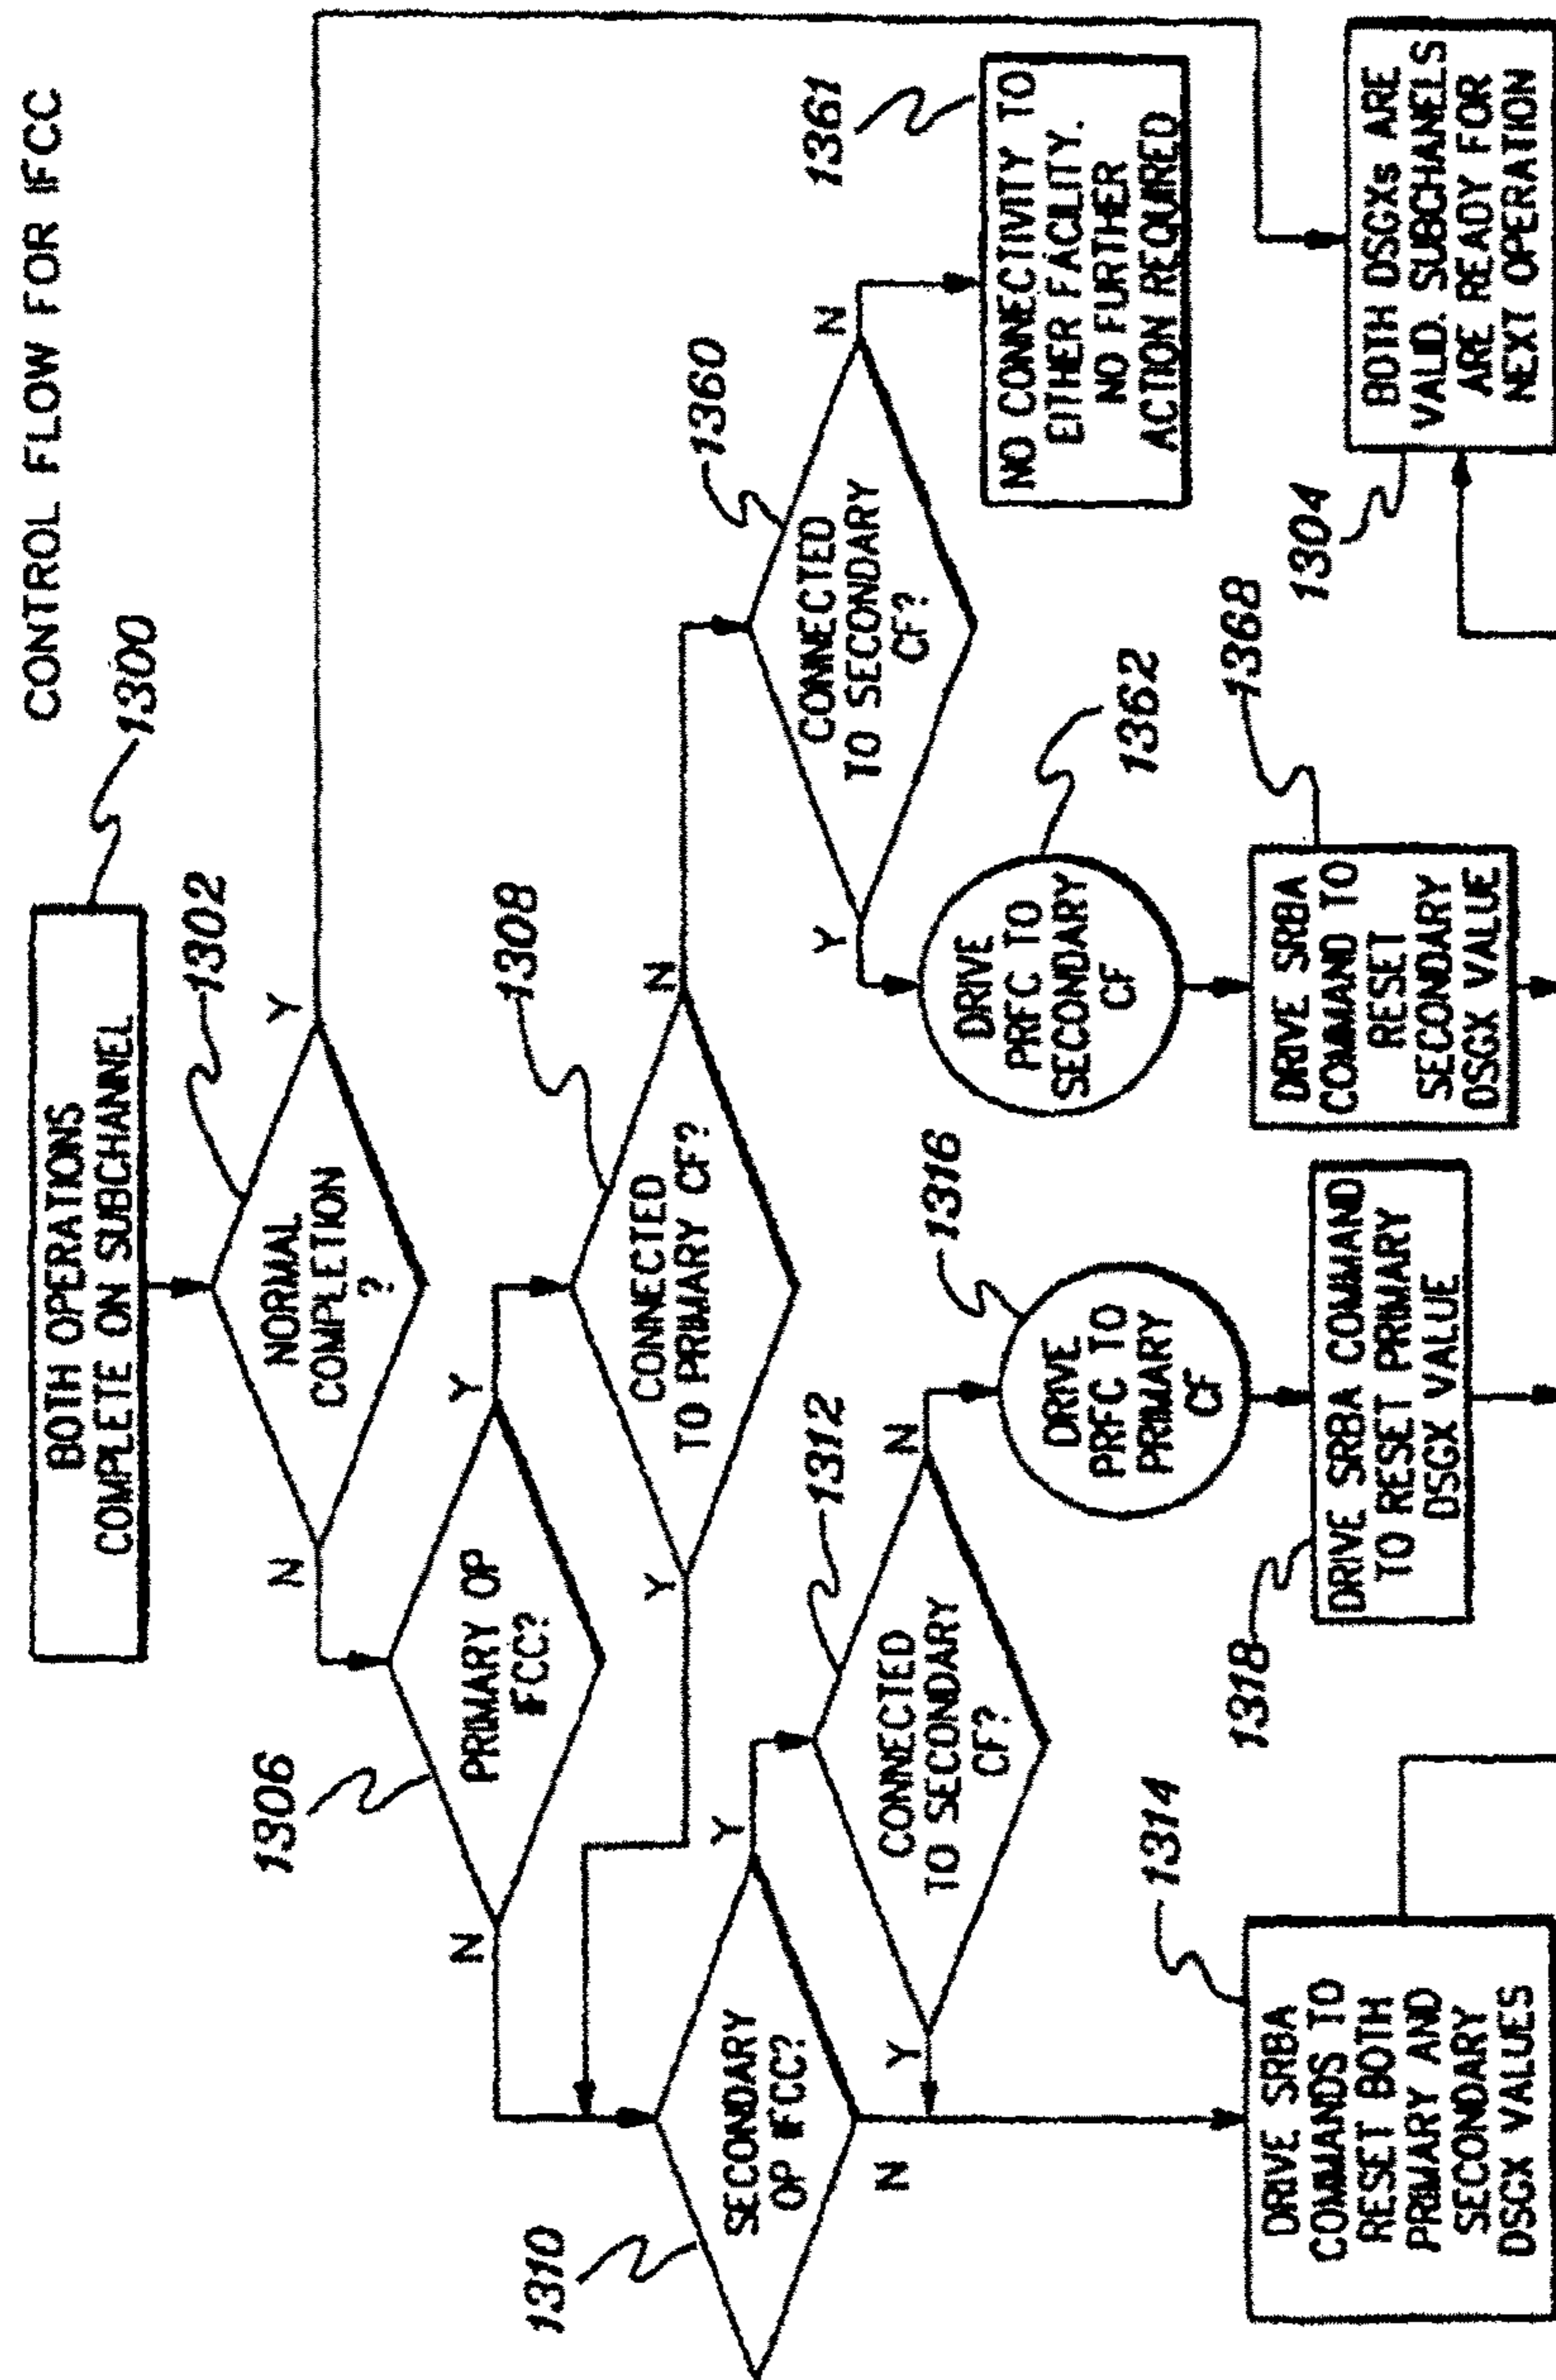 CONTROL FLOW FOR IFCC
1300
BOTH OPERATIONS
COMPLETE ON SUBCHANNEL
1302
NORMAL
COMPLETION
?
N
Y
1306
PRIMARY OP
IFCC?
N
Y
1308
CONNECTED
TO PRIMARY CF?
Y
N
1310
SECONDARY
OP IFCC?
Y
N
1312
CONNECTED
TO SECONDARY
CF?
Y
N
1360
CONNECTED
TO SECONDARY
CF?
Y
N
1361
NO CONNECTIVITY TO
EITHER FACILITY.
NO FURTHER
ACTION REQUIRED
1316
DRIVE
PRFC TO
PRIMARY
CF
1362
DRIVE
PRFC TO
SECONDARY
CF
1314
DRIVE SRBA
COMMANDS TO
RESET BOTH
PRIMARY AND
SECONDARY
DSGX VALUES
1318
DRIVE SRBA COMMAND
TO RESET PRIMARY
DSGX VALUE
1368
DRIVE SRBA
COMMAND TO
RESET
SECONDARY
DSGX VALUE
1304
BOTH DSGXs ARE
VALID. SUBCHANNELS
ARE READY FOR
NEXT OPERATION